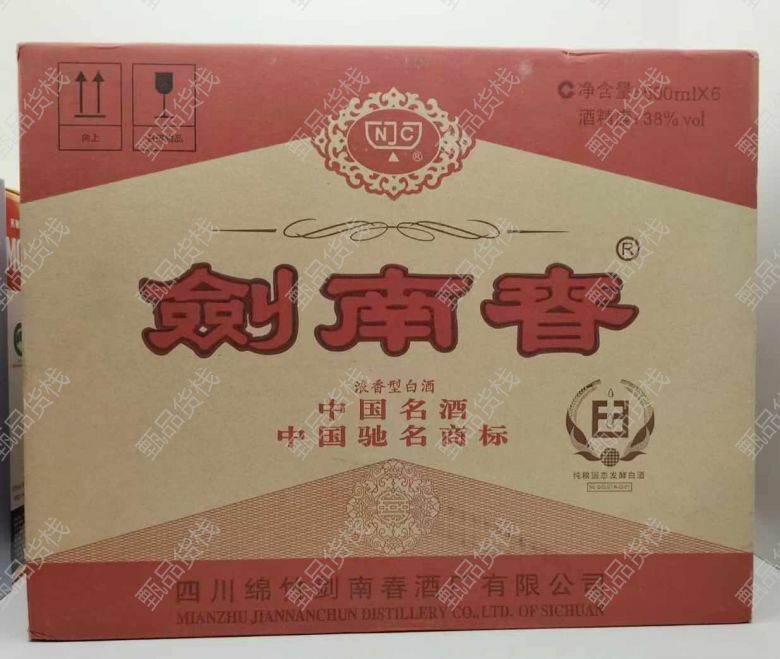 向上
NJC
®
净含量:500mlX6
酒精度:38% vol
®
劍南春
浓香型白酒
中国名酒
中国驰名商标
纯粮固态发酵白酒
四川绵竹剑南春酒厂有限公司
MIANZHU JIANNANCHUN DISTILLERY CO., LTD. OF SICHUAN
甄品货栈